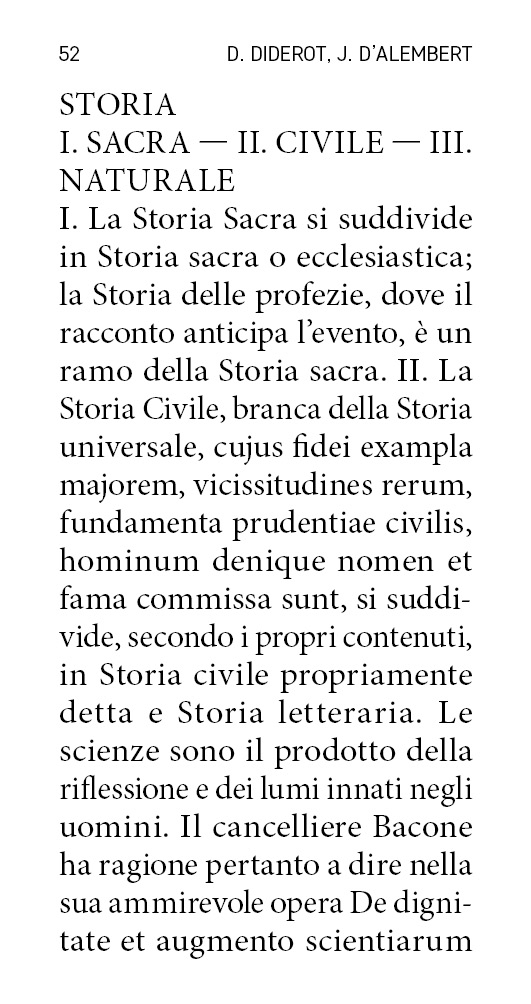 52 D. DIDEROT, J. D’ALEMBERT
STORIA
I. SACRA — II. CIVILE — III.
NATURALE
I. La Storia Sacra si suddivide
in Storia sacra o ecclesiastica;
la Storia delle profezie, dove il
racconto anticipa l’evento, è un
ramo della Storia sacra. II. La
Storia Civile, branca della Storia
universale, cujus fidei exampla
majorem, vicissitudines rerum,
fundamenta prudentiae civilis,
hominum denique nomen et
fama commissa sunt, si suddi-
vide, secondo i propri contenuti,
in Storia civile propriamente
detta e Storia letteraria. Le
scienze sono il prodotto della
riflessione e dei lumi innati negli
uomini. Il cancelliere Bacone
ha ragione pertanto a dire nella
sua ammirevole opera De digni-
tate et augmento scientiarum